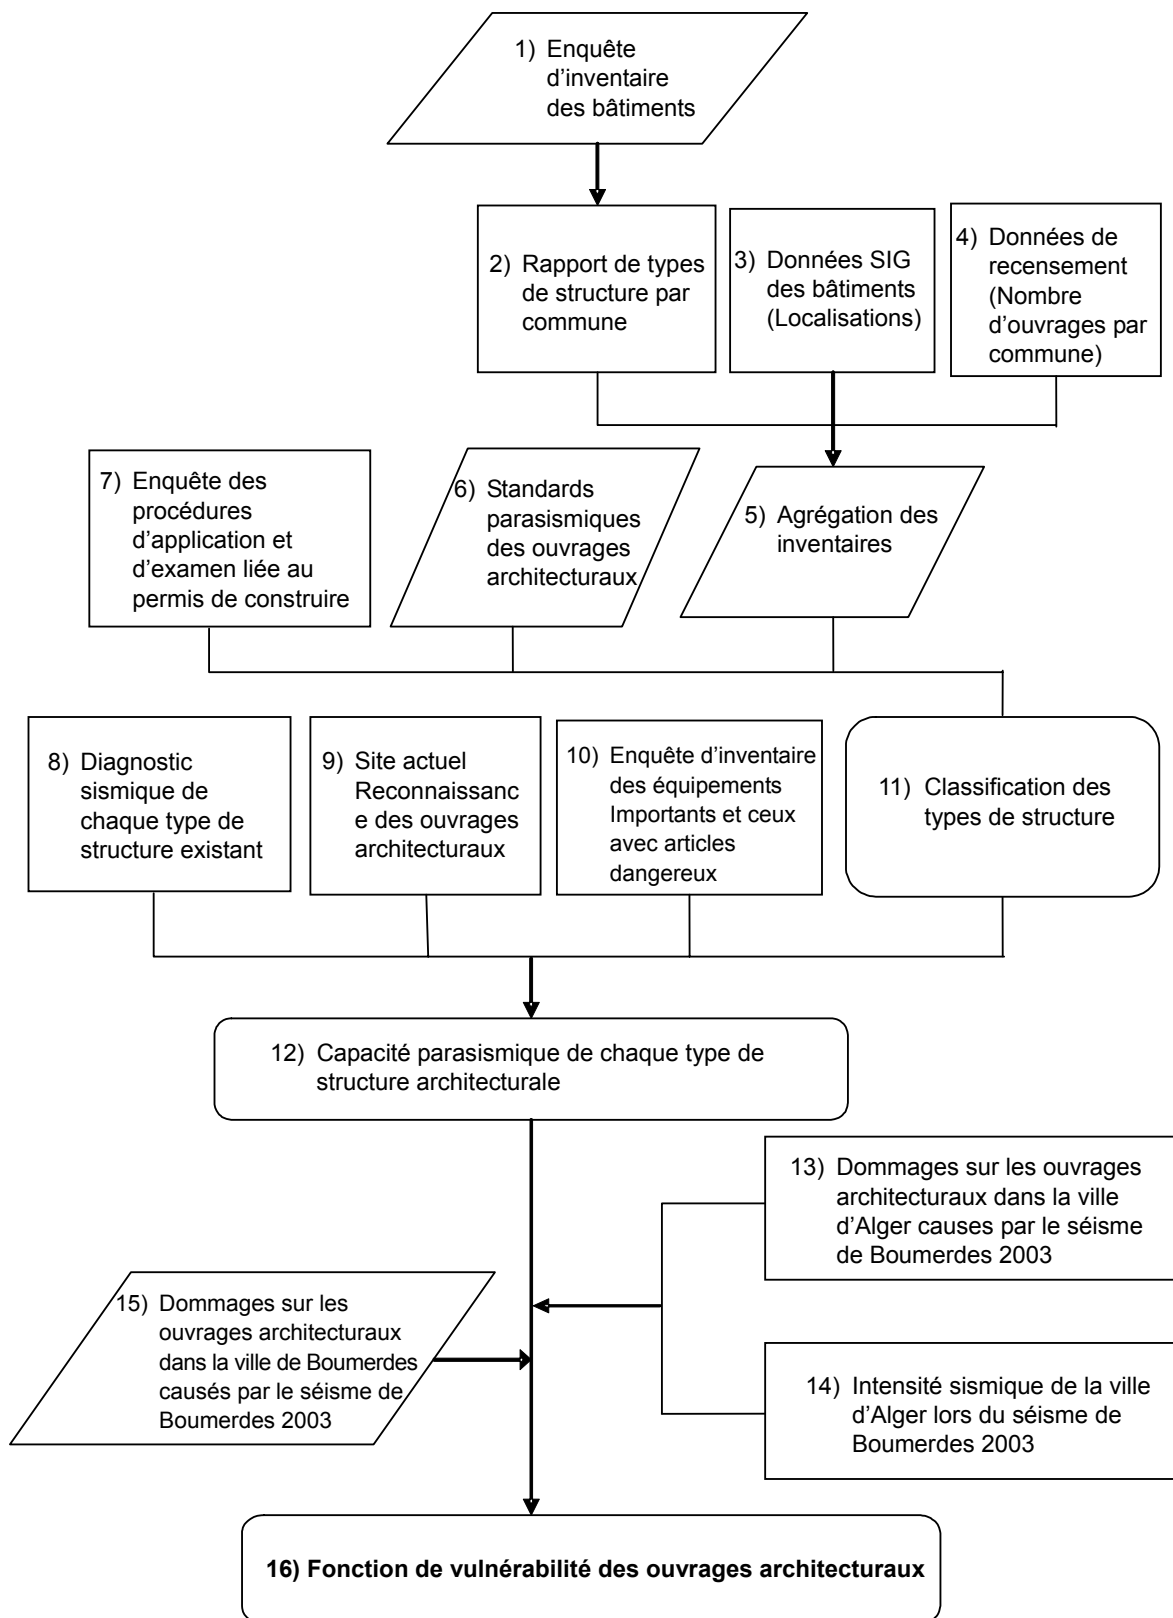 1) Enquête
d'inventaire
des bâtiments
2) Rapport de types
de structure par
commune
3) Données SIG
des bâtiments
(Localisations)
4) Données de
recensement
(Nombre
d'ouvrages par
commune)
7) Enquête des
procédures
d'application et
d'examen liée au
permis de construire
6) Standards
parasismiques
des ouvrages
architecturaux
5) Agrégation des
inventaires
8) Diagnostic
sismique de
chaque type de
structure existant
9) Site actuel
Reconnaissanc
e des ouvrages
architecturaux
10) Enquête d'inventaire
des équipements
Importants et ceux
avec articles
dangereux
11) Classification des
types de structure
12) Capacité parasismique de chaque type de
structure architecturale
13) Dommages sur les ouvrages
architecturaux dans la ville
d'Alger causes par le séisme
de Boumerdes 2003
15) Dommages sur les
ouvrages architecturaux
dans la ville de Boumerdes
causés par le séisme de
Boumerdes 2003
14) Intensité sismique de la ville
d'Alger lors du séisme de
Boumerdes 2003
16) Fonction de vulnérabilité des ouvrages architecturaux